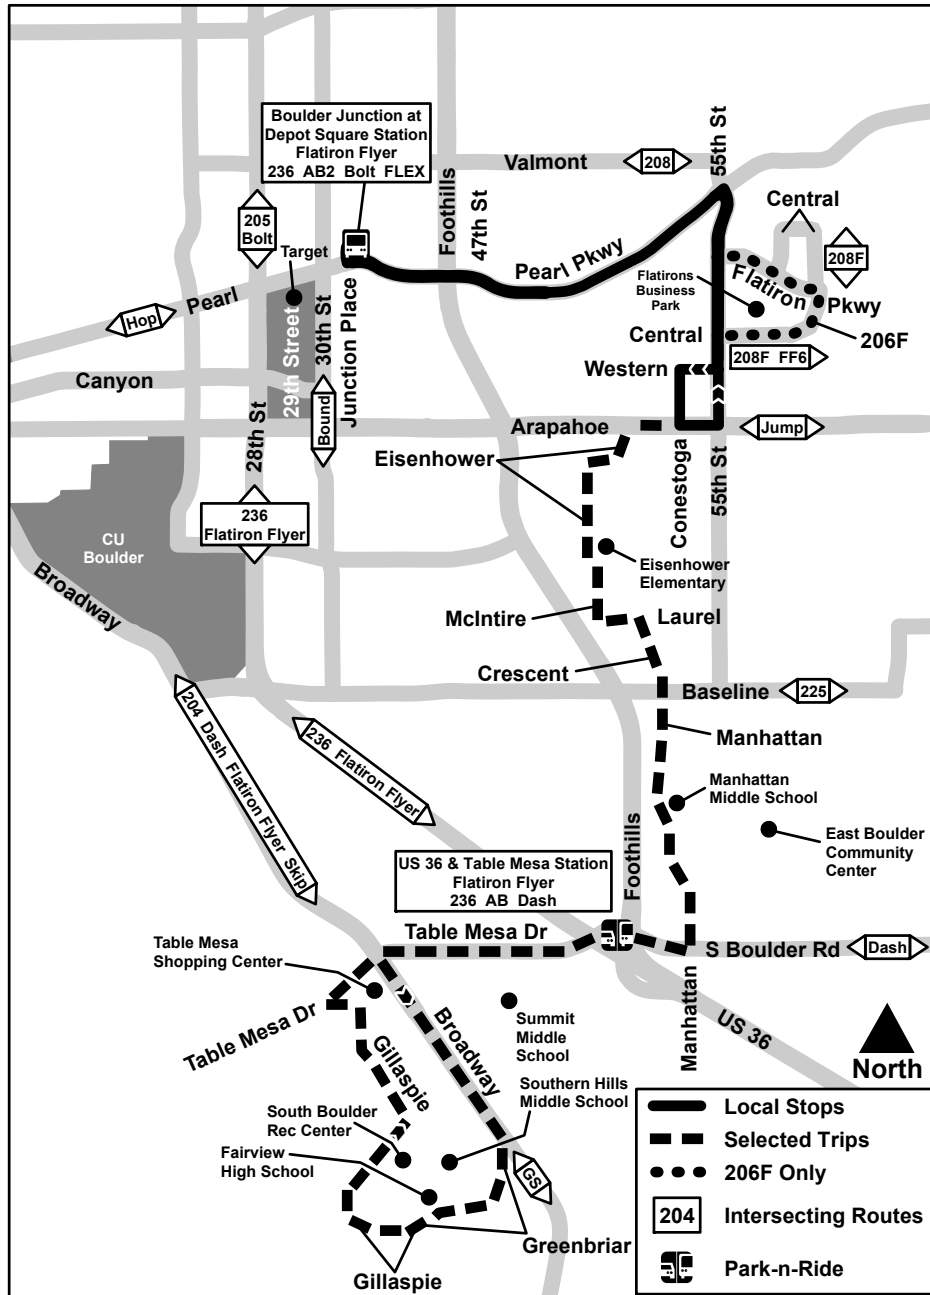 Boulder Junction at
Depot Square Station
Flatiron Flyer
236 AB2 Bolt FLEX
Foothills
47th St
Valmont
208
55th St
Central
205
Bolt
Target
Pearl Pkwy
Flatirons
Business
Park
Flatiron
Pkwy
208F
Hop
Pearl
29th Street
30th St
Junction Place
Central
206F
208F FF6
Western
Canyon
28th St
Bound
Arapahoe
Jump
Eisenhower
Conestoga
55th St
236
Flatiron Flyer
CU
Boulder
Eisenhower
Elementary
Broadway
McIntire
Laurel
Crescent
Baseline
225
204 Dash Flatiron Flyer Skip
236 Flatiron Flyer
Manhattan
Manhattan
Middle School
East Boulder
Community
Center
Foothills
US 36 & Table Mesa Station
Flatiron Flyer
236 AB Dash
Table Mesa Dr
S Boulder Rd
Dash
Table Mesa
Shopping Center
Manhattan
Table Mesa Dr
Broadway
Summit
Middle
School
US 36
North
Gillaspie
Southern Hills
Middle School
South Boulder
Rec Center
Fairview
High School
GS
Greenbriar
Gillaspie
Local Stops
Selected Trips
206F Only
204
Intersecting Routes
Park-n-Ride